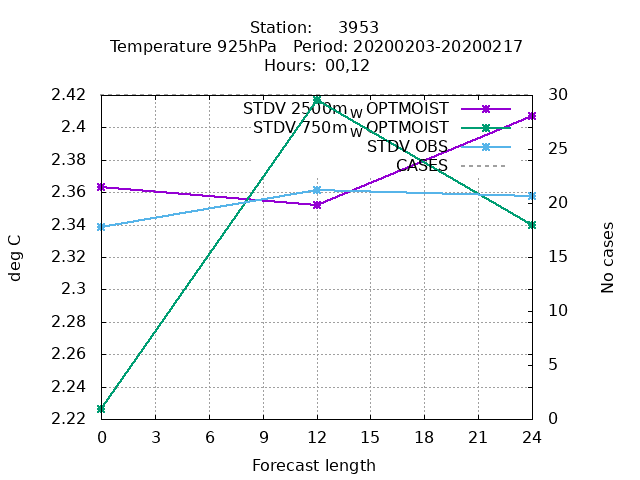 Station: 3953
Temperature 925hPa Period: 20200203-20200217
Hours: 00,12
2.42
2.4
2.38
2.36
2.34
2.32
2.3
2.28
2.26
2.24
2.22
deg C
STDV 2500m_W OPTMOIST
STDV 750m_W OPTMOIST
STDV OBS
CASES
30
25
20
15
10
5
0
No cases
0 3 6 9 12 15 18 21 24
Forecast length